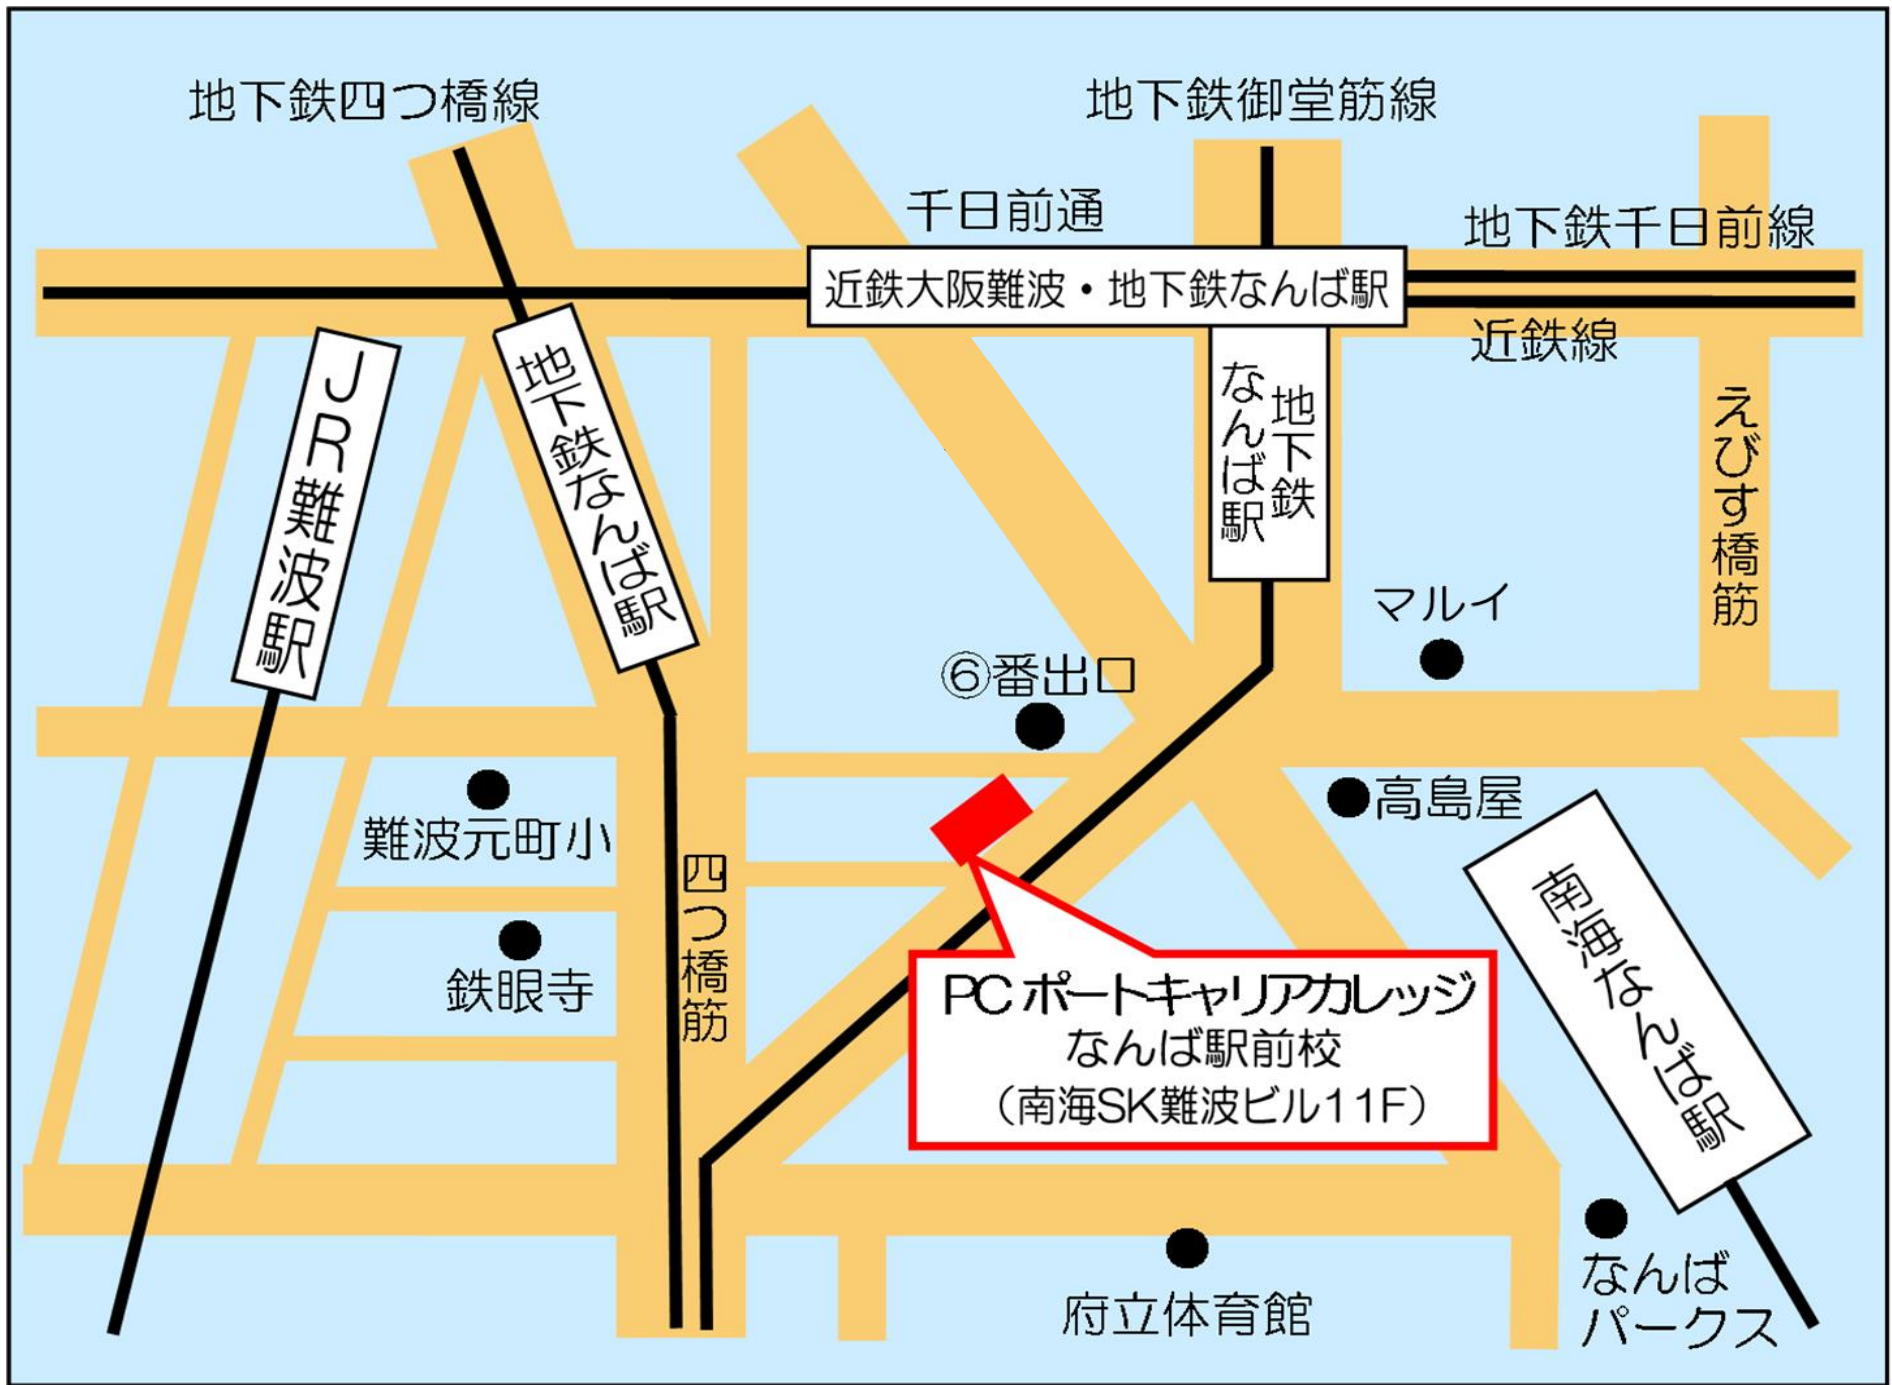 地下鉄四つ橋線
地下鉄御堂筋線
千日前通
地下鉄千日前線
近鉄大阪難波・地下鉄なんば駅
近鉄線
JR難波駅
地下鉄なんば駅
地下鉄
なんば駅
えびす橋筋
マルイ
⑥番出口
高島屋
難波元町小
四つ橋筋
鉄眼寺
南海なんば駅
PCポートキャリアカレッジ
なんば駅前校
（南海SK難波ビル11F）
府立体育館
なんば
パークス